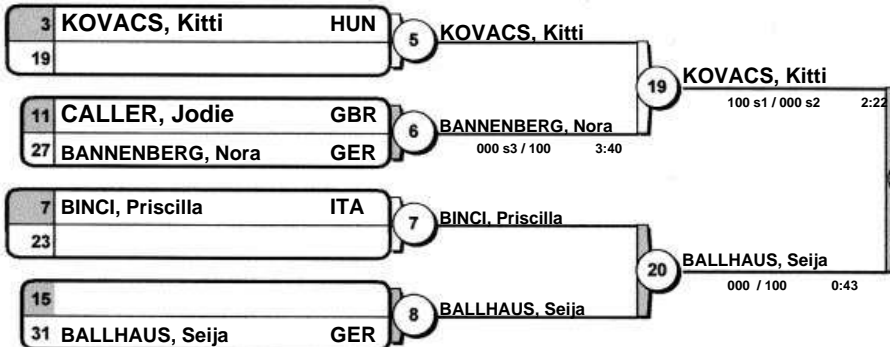 3 KOVACS, Kitti HUN
19
5
KOVACS, Kitti
11 CALLER, Jodie GBR
27 BANNENBERG, Nora GER
6
BANNENBERG, Nora
000 s3 / 100 3:40
19
KOVACS, Kitti
100 s1 / 000 s2 2:22
7 BINCI, Priscilla ITA
23
7
BINCI, Priscilla
15
31 BALLHAUS, Seija GER
8
BALLHAUS, Seija
20
BALLHAUS, Seija
000 / 100 0:43